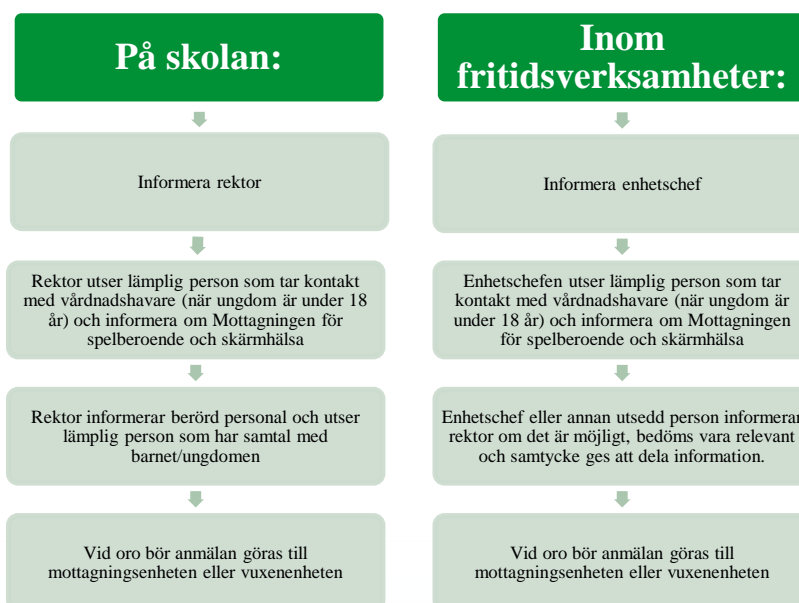 På skolan:
Informera rektor
Rektor utser lämplig person som tar kontakt
med vårdnadshavare (när ungdom är under 18
år) och informera om Mottagningen för
spelberoende och skärmhälsa
Rektor informerar berörd personal och utser
lämplig person som har samtal med
barnet/ungdomen
Vid oro bör anmälan göras till
mottagningsenheten eller vuxenenheten
Inom
fritidsverksamheter:
Informera enhetschef
Enhetschefen utser lämplig person som tar
kontakt med vårdnadshavare (när ungdom är
under 18 år) och informera om Mottagningen
för spelberoende och skärmhälsa
Enhetschef eller annan utsedd person informerar
rektor om det är möjligt, bedöms vara relevant
och samtycke ges att dela information.
Vid oro bör anmälan göras till
mottagningsenheten eller vuxenenheten